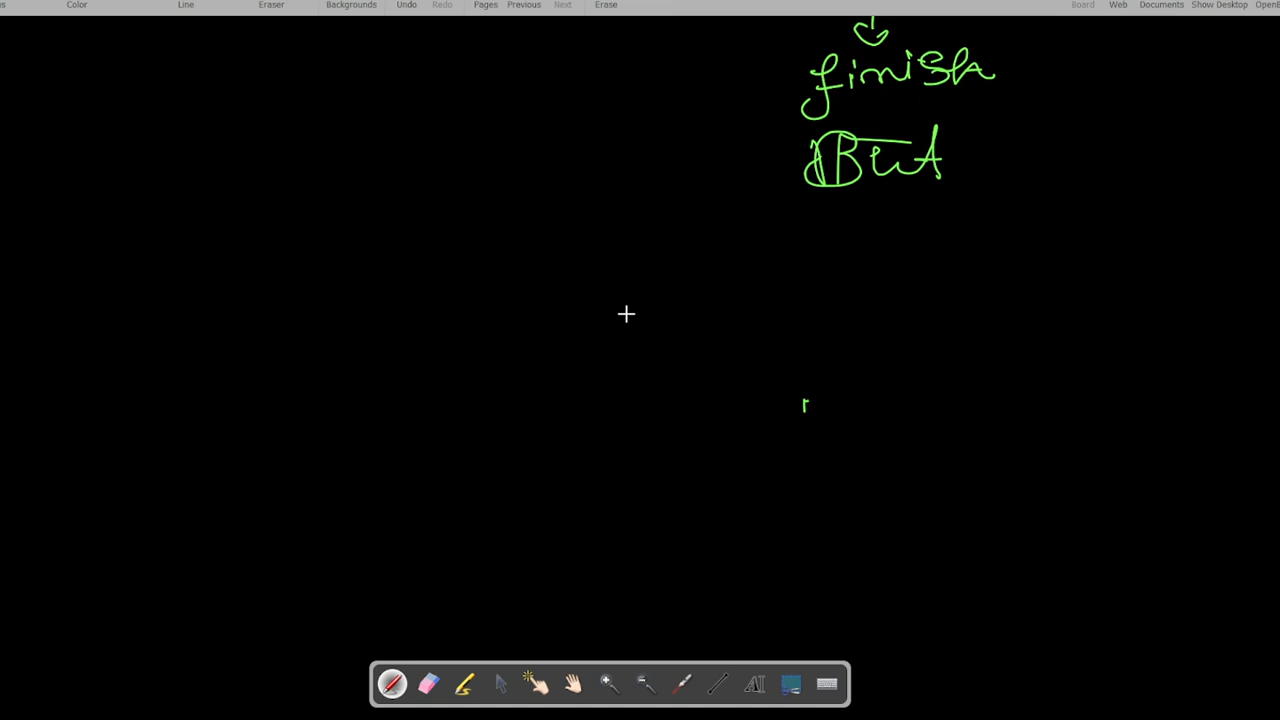 Color Line Eraser Backgrounds Undo Redo Pages Previous Next Erase Board Web Documents Show Desktop
finish
But